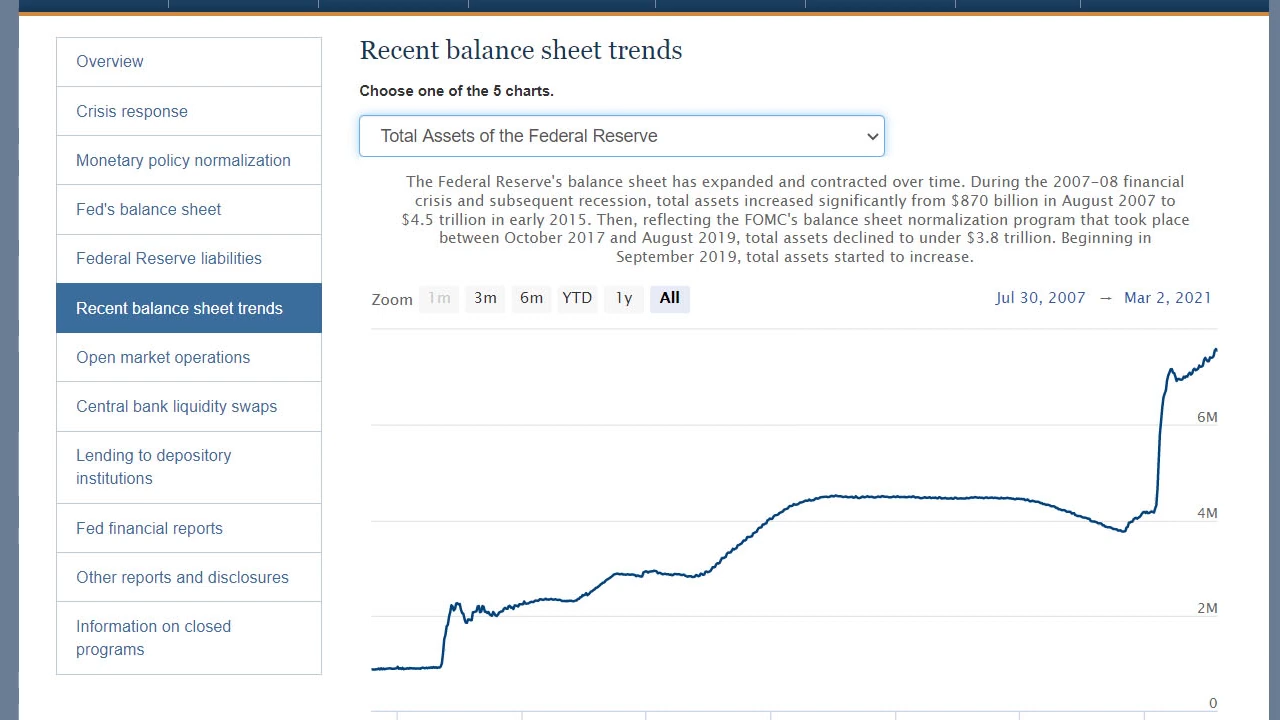 Recent balance sheet trends
Choose one of the 5 charts.
Total Assets of the Federal Reserve
The Federal Reserve's balance sheet has expanded and contracted over time. During the 2007-08 financial
crisis and subsequent recession, total assets increased significantly from $870 billion in August 2007 to
$4.5 trillion in early 2015. Then, reflecting the FOMC's balance sheet normalization program that took place
between October 2017 and August 2019, total assets declined to under $3.8 trillion. Beginning in
September 2019, total assets started to increase.
Overview
Crisis response
Monetary policy normalization
Fed's balance sheet
Federal Reserve liabilities
Recent balance sheet trends
Open market operations
Central bank liquidity swaps
Lending to depository
institutions
Fed financial reports
Other reports and disclosures
Information on closed
programs
Zoom 1m 3m 6m YTD 1y All
Jul 30, 2007 → Mar 2, 2021
6M
4M
2M
0